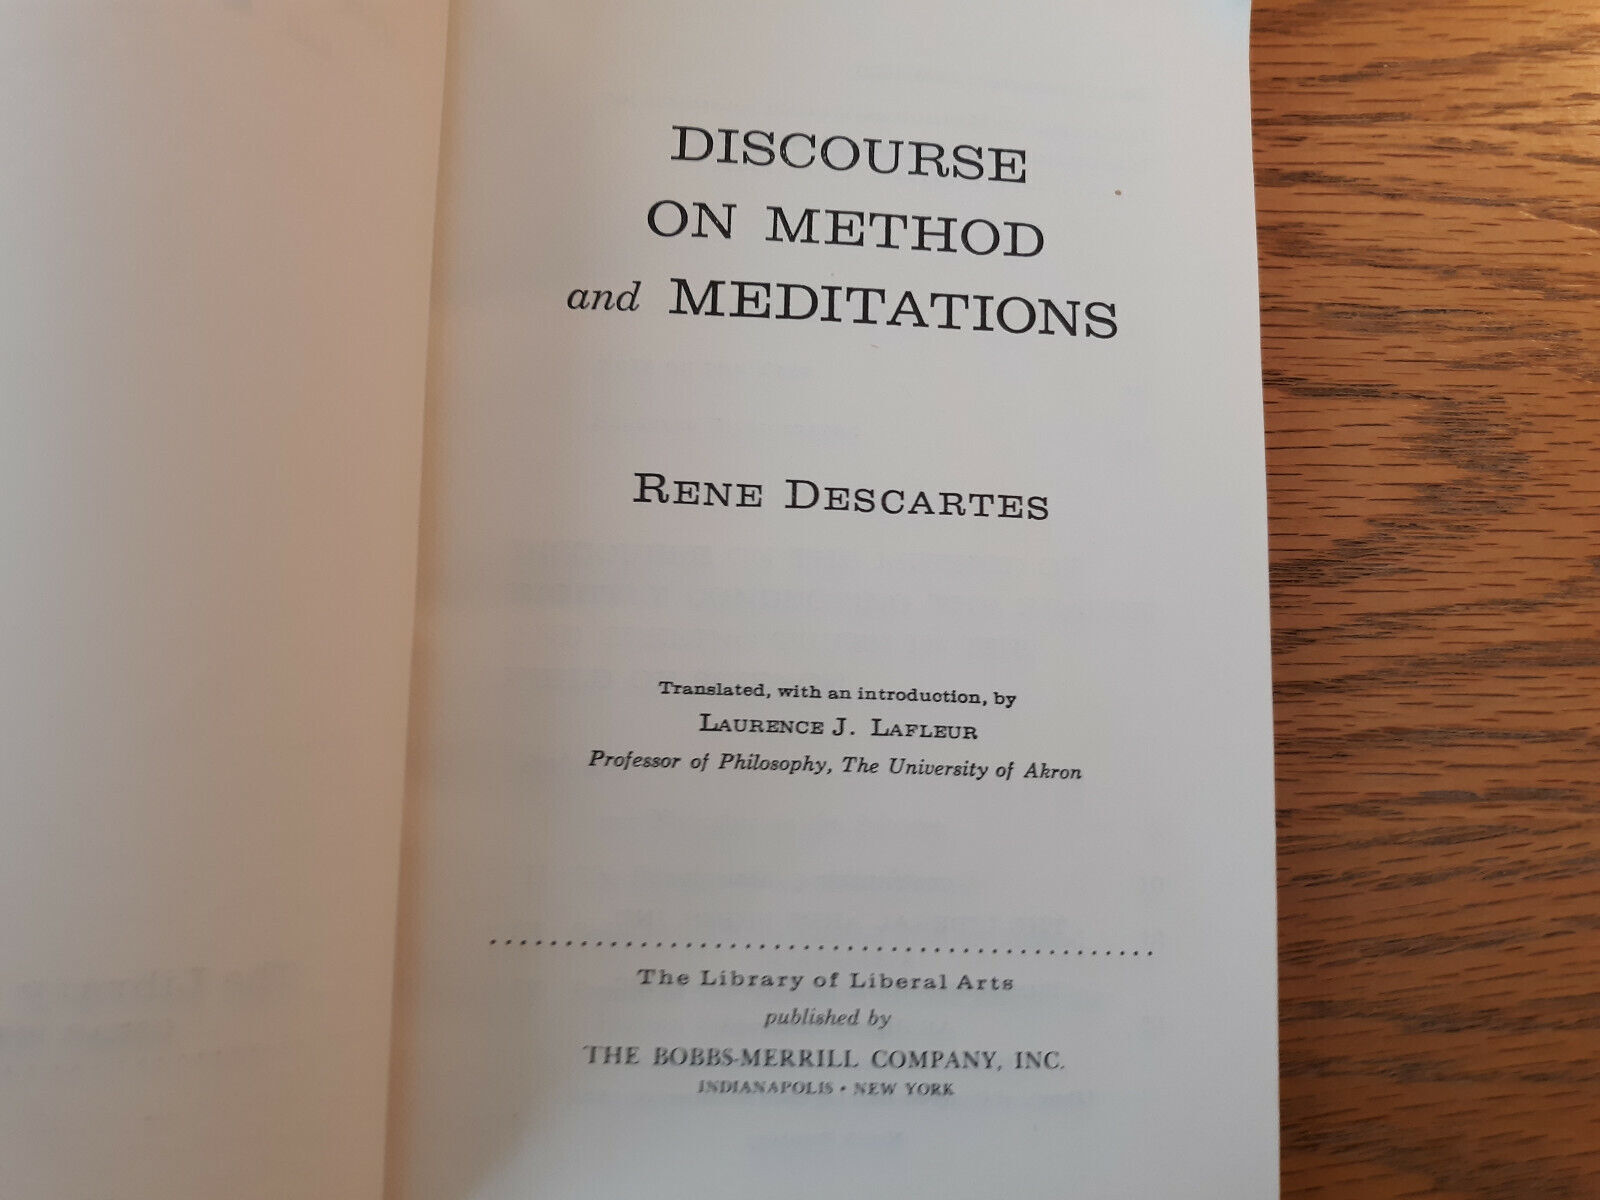 DISCOURSE
ON METHOD
and MEDITATIONS
RENE DESCARTES
Translated, with an introduction, by
LAURENCE J. LAFLEUR
Professor of Philosophy, The University of Akron
The Library of Liberal Arts
published by
THE BOBBS-MERRILL COMPANY, INC.
INDIANAPOLIS • NEW YORK